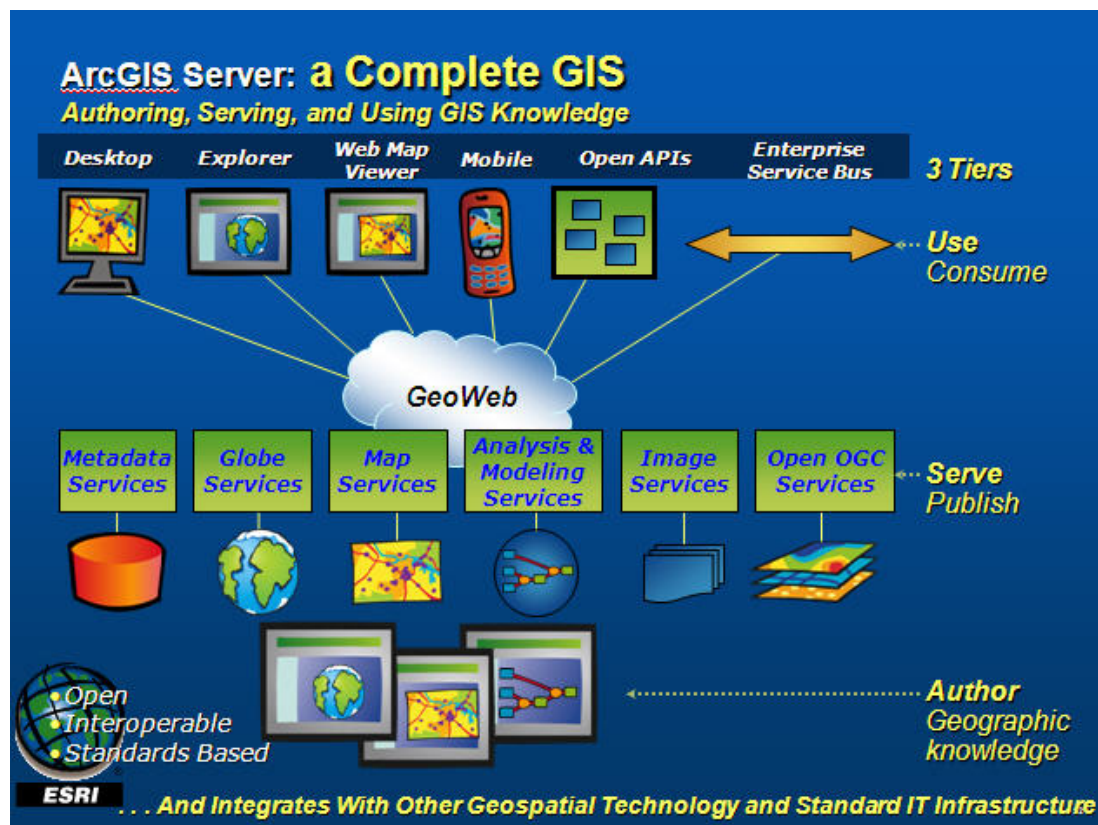 ArcGIS Server: a Complete GIS
Authoring, Serving, and Using GIS Knowledge
Desktop
Explorer
Web Map
Viewer
Mobile
Open APIs
Enterprise
Service Bus
3 Tiers
Use
Consume
GeoWeb
Metadata
Services
Globe
Services
Map
Services
Analysis &
Modeling
Services
Image
Services
Open OGC
Services
Serve
Publish
• Open
• Interoperable
• Standards Based
ESRI
Author
Geographic
knowledge
. . . And Integrates With Other Geospatial Technology and Standard IT Infrastructure